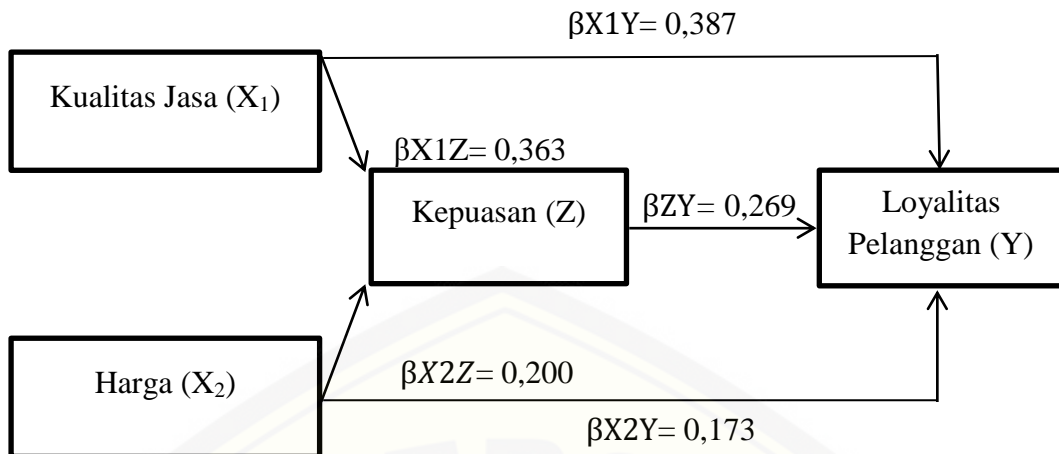 βX1Y= 0,387
Kualitas Jasa (X₁)
βX1Z= 0,363
Kepuasan (Z)
βZY= 0,269
Loyalitas
Pelanggan (Y)
Harga (X₂)
βX2Z= 0,200
βX2Y= 0,173